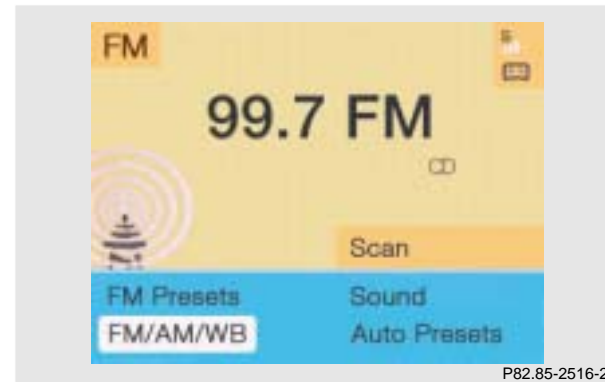 FM
S
99.7 FM
Scan
FM Presets Sound
FM/AM/WB Auto Presets
P82.85-2516-2